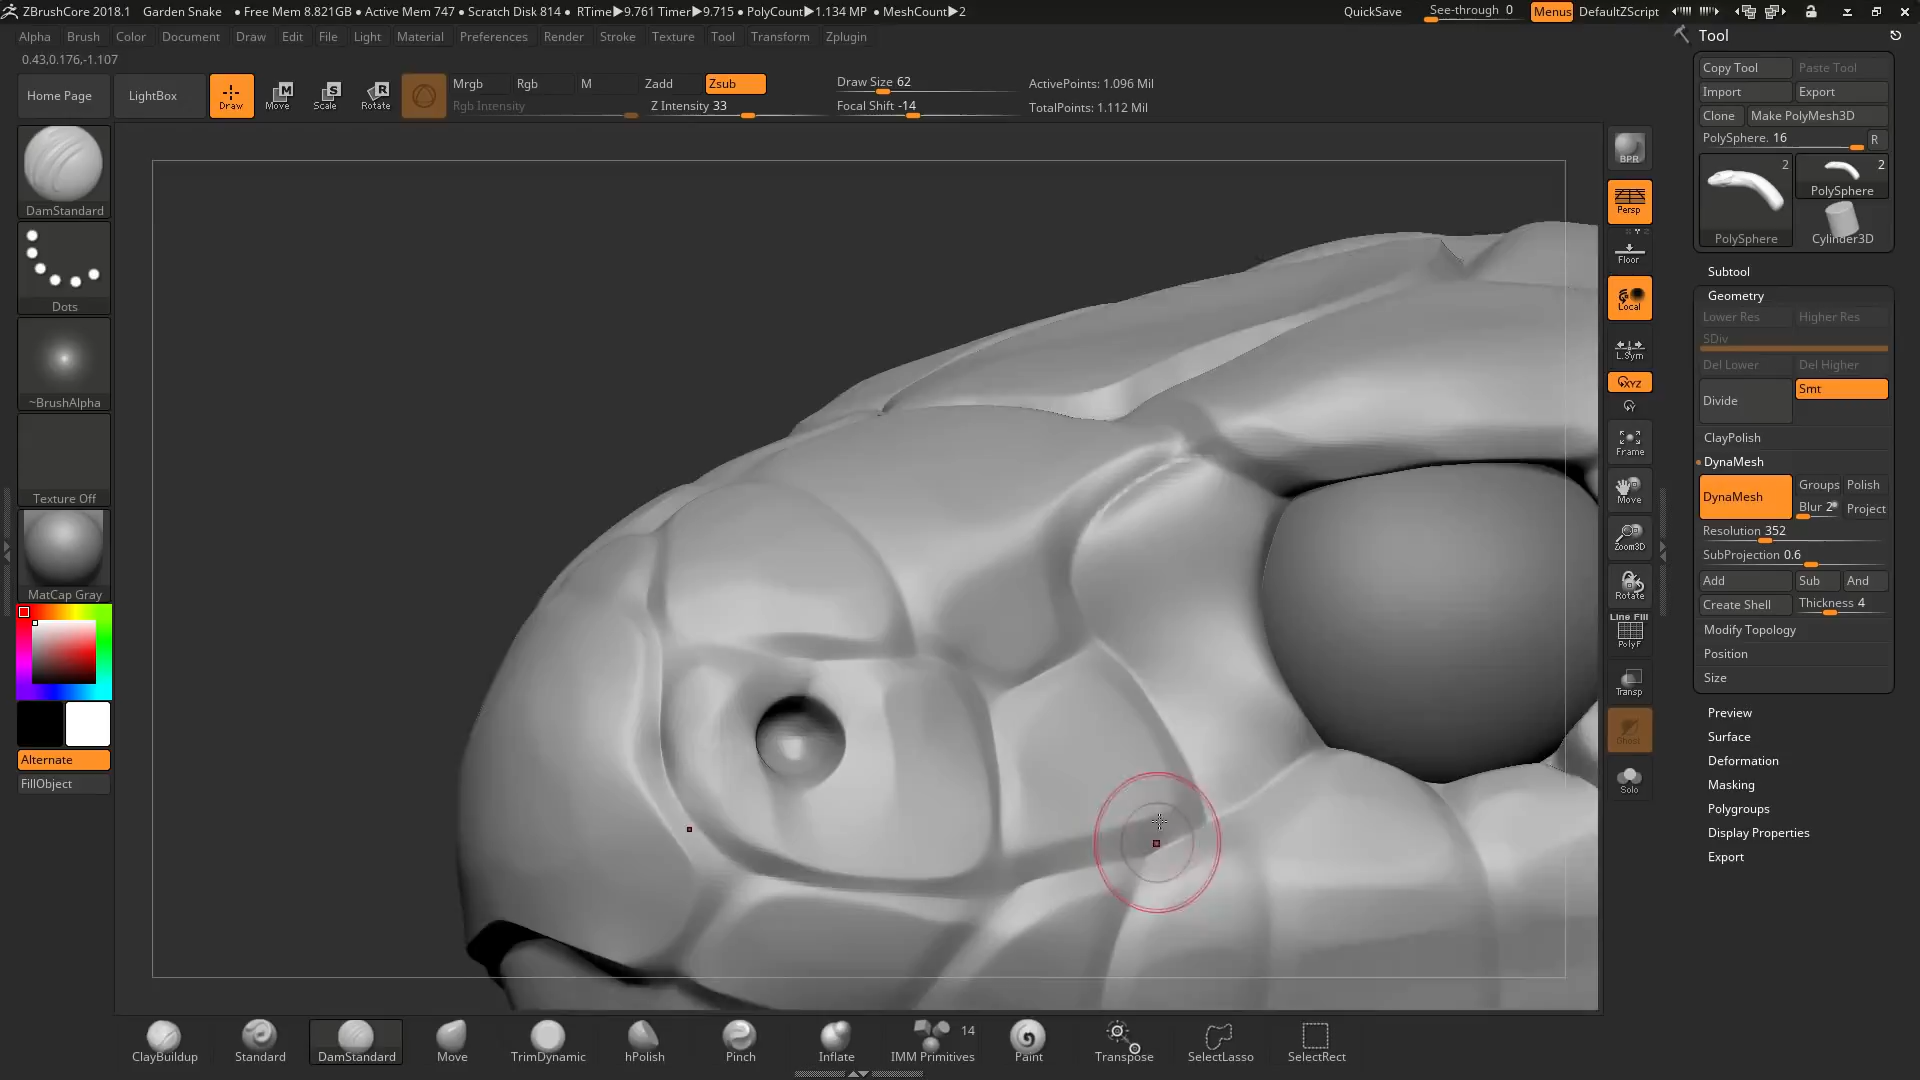 ZBrushCore 2018.1 Garden Snake • Free Mem 8.821GB • Active Mem 747 • Scratch Disk 814 • RTime▶9.761 Timer▶9.715 • PolyCount▶1.134 MP • MeshCount▶2 QuickSave See-through 0 Menus DefaultZScript
Alpha Brush Color Document Draw Edit File Light Material Preferences Render Stroke Texture Tool Transform Zplugin
Tool
0.43,0.176,-1.107
Copy Tool Paste Tool
Home Page LightBox Draw Move Scale Rotate Mrgb Rgb M Zadd Zsub Draw Size 62 ActivePoints: 1.096 Mil
Rgb Intensity Z Intensity 33 Focal Shift -14 TotalPoints: 1.112 Mil
M
S
R
Import Export
Clone Make PolyMesh3D
PolySphere. 16 R
2
2
PolySphere
PolySphere
Cylinder3D
DamStandard
Dots
~BrushAlpha
Texture Off
MatCap Gray
Alternate
FillObject
BPR
Persp
Floor
Local
L.Sym
XYZ
Y
Frame
Move
Zoom3D
Rotate
Line Fill
PolyF
Transp
Ghost
Solo
Subtool
Geometry
Lower Res Higher Res
SDiv
Del Lower Del Higher
Divide Smt
ClayPolish
DynaMesh
DynaMesh Groups Polish
Blur 2 Project
Resolution 352
SubProjection 0.6
Add Sub And
Create Shell Thickness 4
Modify Topology
Position
Size
Preview
Surface
Deformation
Masking
Polygroups
Display Properties
Export
14
ClayBuildup Standard DamStandard Move TrimDynamic hPolish Pinch Inflate IMM Primitives Paint Transpose SelectLasso SelectRect